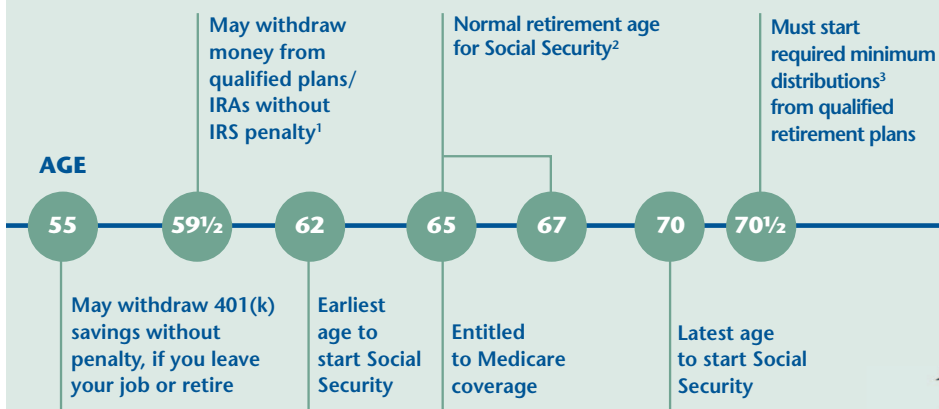 May withdraw
money from
qualified plans/
IRAs without
IRS penalty¹
Normal retirement age
for Social Security²
Must start
required minimum
distributions³
from qualified
retirement plans
AGE
55
59½
62
65
67
70
70½
May withdraw 401(k)
savings without
penalty, if you leave
your job or retire
Earliest
age to
start Social
Security
Entitled
to Medicare
coverage
Latest age
to start Social
Security